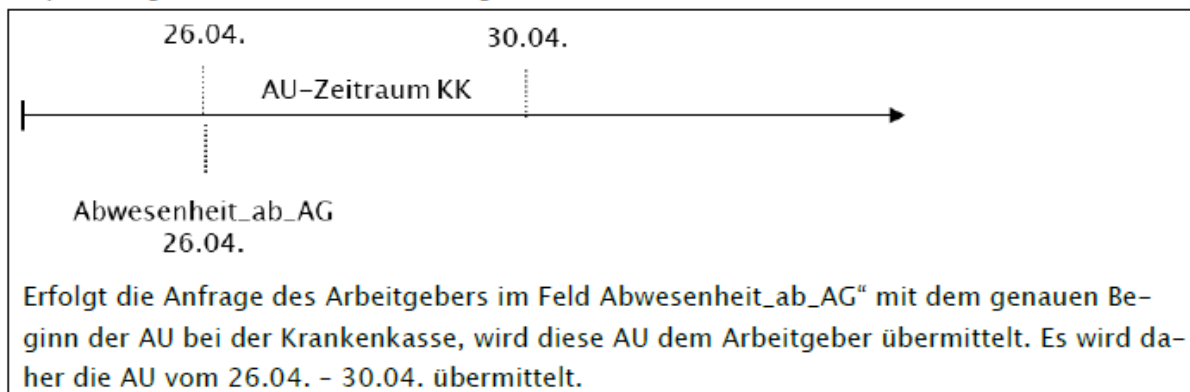 26.04.
30.04.
AU-Zeitraum KK
Abwesenheit_ab_AG
26.04.
Erfolgt die Anfrage des Arbeitgebers im Feld Abwesenheit_ab_AG“ mit dem genauen Be-
ginn der AU bei der Krankenkasse, wird diese AU dem Arbeitgeber übermittelt. Es wird da-
her die AU vom 26.04. – 30.04. übermittelt.